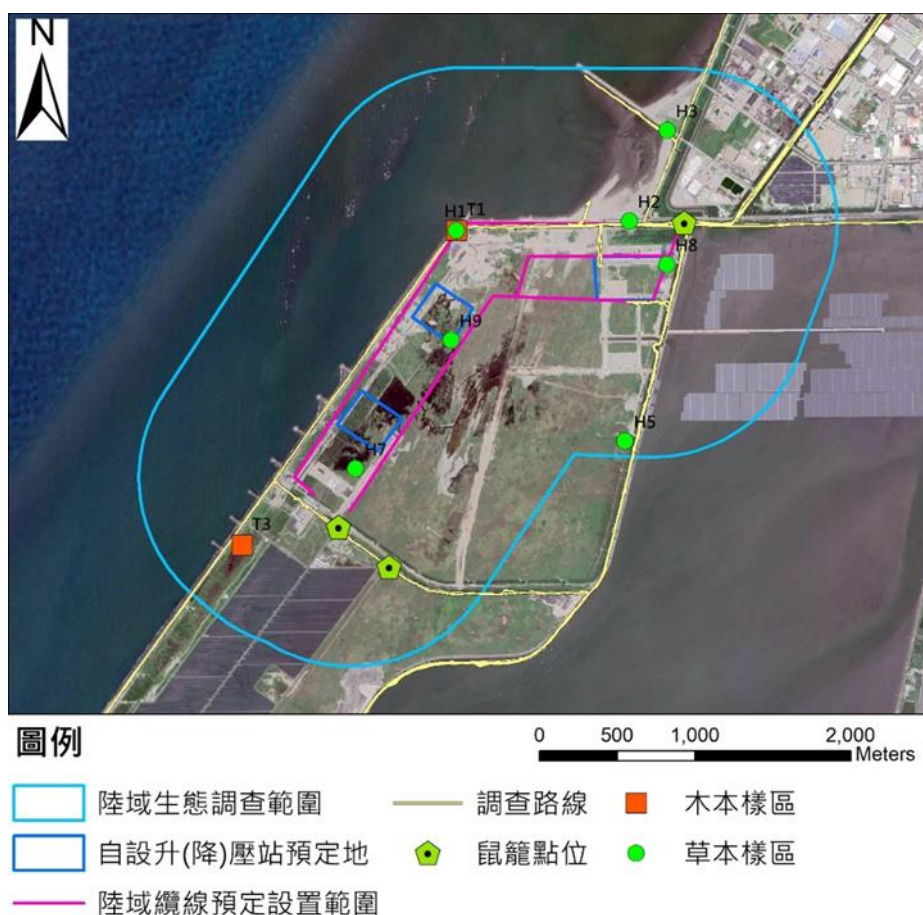 N
H3
H2
H1 T1
H8
H9
H5
H7
T3
圖例
0 500 1,000 2,000
Meters
陸域生態調查範圍 調查路線 木本樣區
自設升(降)壓站預定地 鼠籠點位 草本樣區
陸域纜線預定設置範圍